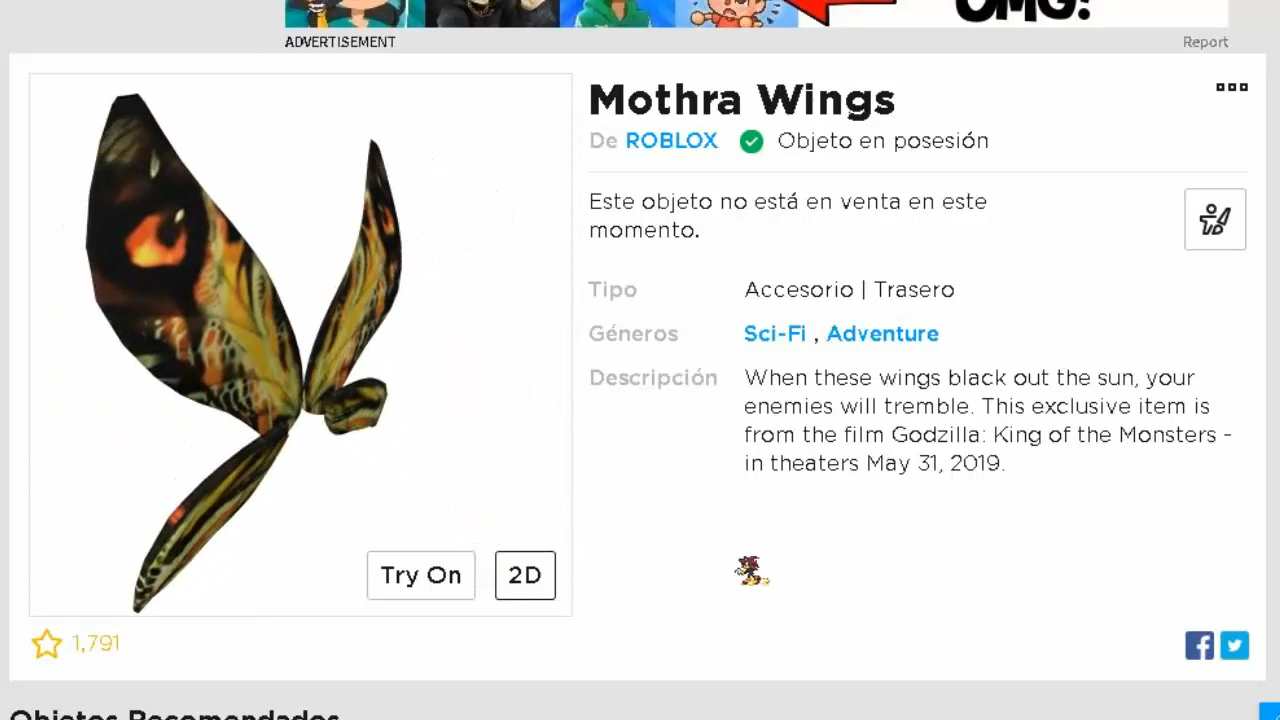 OMG!
ADVERTISEMENT
Report
Mothra Wings
De ROBLOX Objeto en posesión
Este objeto no está en venta en este
momento.
Tipo Accesorio | Trasero
Géneros Sci-Fi , Adventure
Descripción When these wings black out the sun, your
enemies will tremble. This exclusive item is
from the film Godzilla: King of the Monsters -
in theaters May 31, 2019.
Try On 2D
1,791
Objetos Recomendados